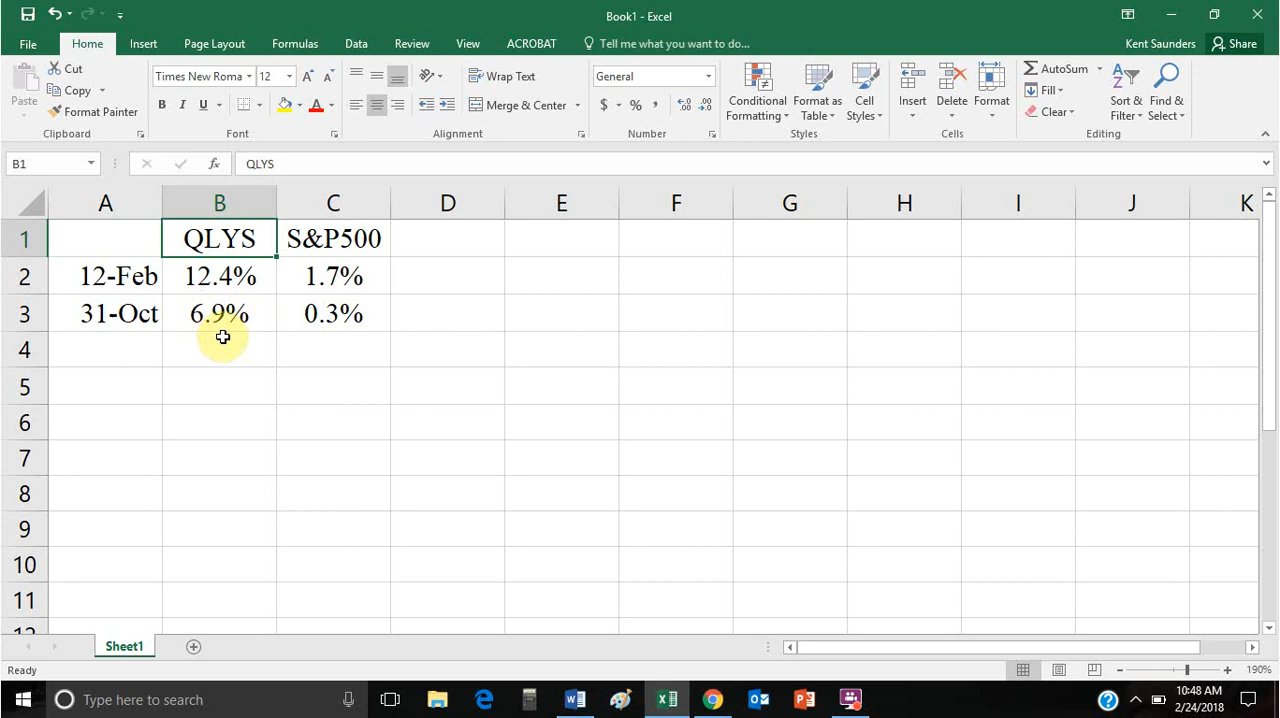 Book1 - Excel
File Home Insert Page Layout Formulas Data Review View ACROBAT Tell me what you want to do... Kent Saunders Share
Paste Cut Copy Format Painter Clipboard
Times New Roma 12 B I U A A A Font
Wrap Text Merge & Center Alignment
General $ % , .0 .00 .00 .0 Number
Conditional Formatting Format as Table Cell Styles Styles
Insert Delete Format Cells
AutoSum Fill Clear Sort & Filter Find & Select Editing
B1 fx QLYS
A B C D E F G H I J K
1 QLYS S&P500
2 12-Feb 12.4% 1.7%
3 31-Oct 6.9% 0.3%
4
5
6
7
8
9
10
11
12
Sheet1
Ready 190%
Type here to search 10:48 AM
2/24/2018